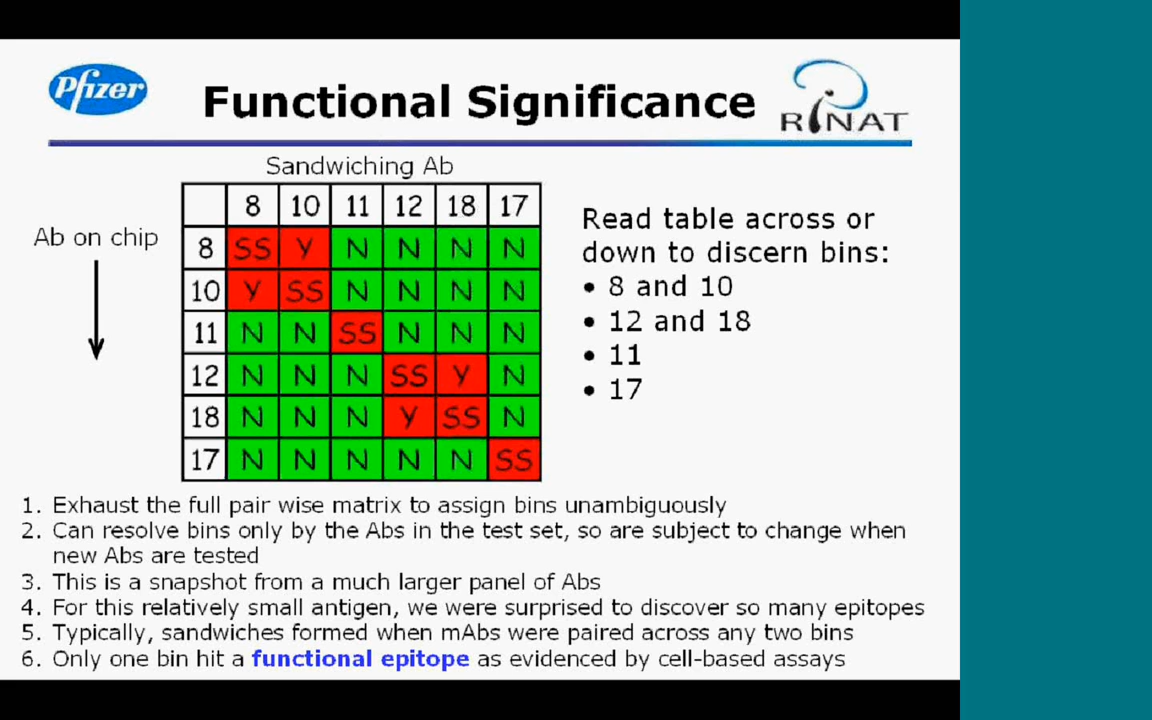 Pfizer
Functional Significance
RINAT
Sandwiching Ab
Ab on chip
8 10 11 12 18 17
8 SS Y N N N N
10 Y SS N N N N
11 N N SS N N N
12 N N N SS Y N
18 N N N Y SS N
17 N N N N N SS
Read table across or
down to discern bins:
• 8 and 10
• 12 and 18
• 11
• 17
1. Exhaust the full pair wise matrix to assign bins unambiguously
2. Can resolve bins only by the Abs in the test set, so are subject to change when
new Abs are tested
3. This is a snapshot from a much larger panel of Abs
4. For this relatively small antigen, we were surprised to discover so many epitopes
5. Typically, sandwiches formed when mAbs were paired across any two bins
6. Only one bin hit a functional epitope as evidenced by cell-based assays